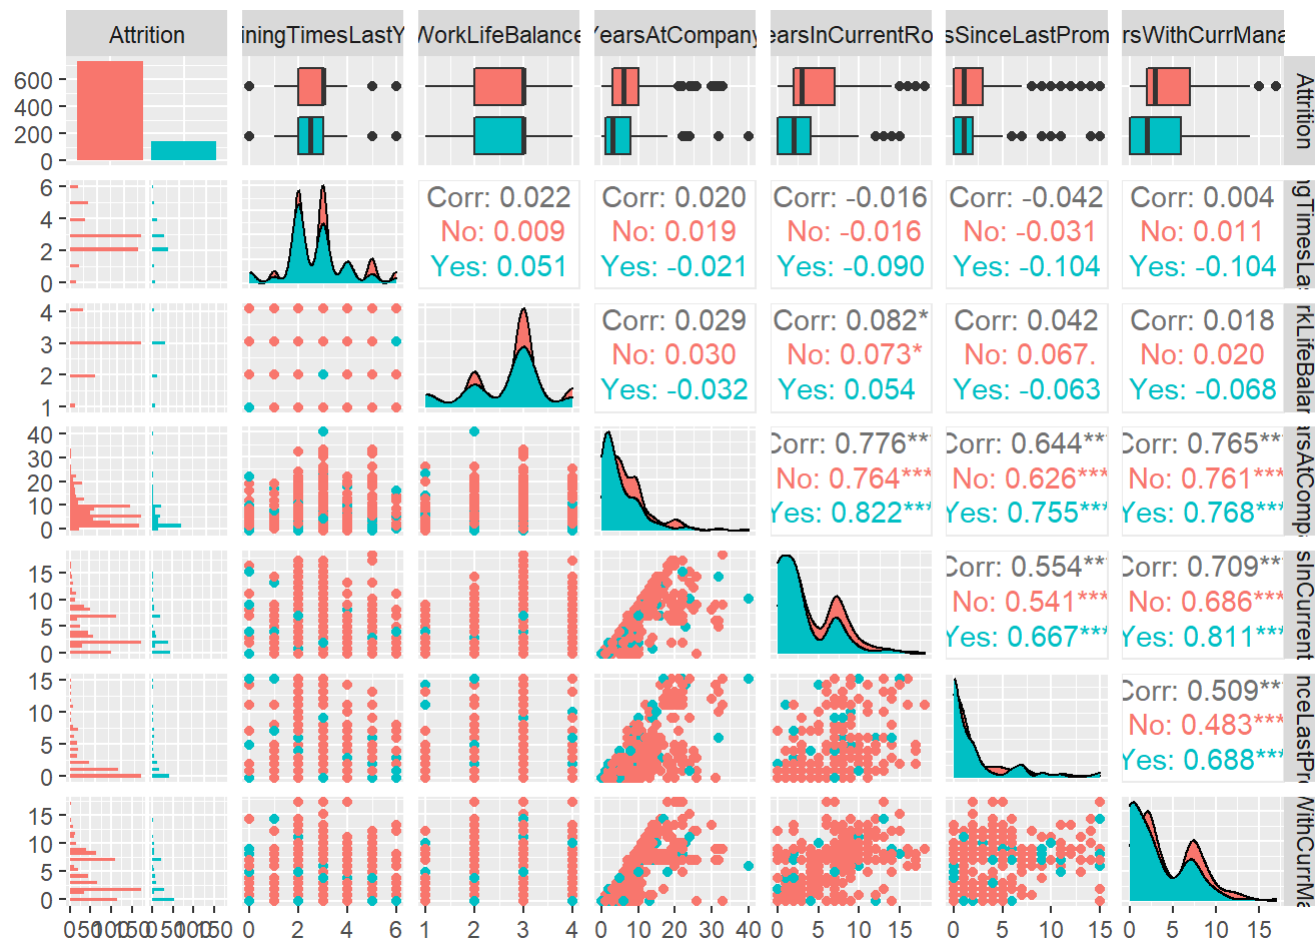 Attrition
iningTimesLastY
WorkLifeBalance
YearsAtCompany
earsInCurrentRo
sSinceLastProm
rsWithCurrMana
600
400
200
0
Attrition
6
4
2
0
Corr: 0.022
No: 0.009
Yes: 0.051
Corr: 0.020
No: 0.019
Yes: -0.021
Corr: -0.016
No: -0.016
Yes: -0.090
Corr: -0.042
No: -0.031
Yes: -0.104
Corr: 0.004
No: 0.011
Yes: -0.104
ngTimesLa
4
3
2
1
Corr: 0.029
No: 0.030
Yes: -0.032
Corr: 0.082*
No: 0.073*
Yes: 0.054
Corr: 0.042
No: 0.067.
Yes: -0.063
Corr: 0.018
No: 0.020
Yes: -0.068
rkLifeBalan
40
30
20
10
0
Corr: 0.776**
No: 0.764***
Yes: 0.822***
Corr: 0.644**
No: 0.626***
Yes: 0.755***
Corr: 0.765**
No: 0.761***
Yes: 0.768***
arsAtCompa
15
10
5
0
Corr: 0.554**
No: 0.541***
Yes: 0.667***
Corr: 0.709**
No: 0.686***
Yes: 0.811***
sInCurrent
15
10
5
0
Corr: 0.509**
No: 0.483***
Yes: 0.688***
nceLastPr
15
10
5
0
WithCurrMa
0 2 4 6
1 2 3 4
0 10 20 30 40
0 5 10 15
0 5 10 15
0 5 10 15